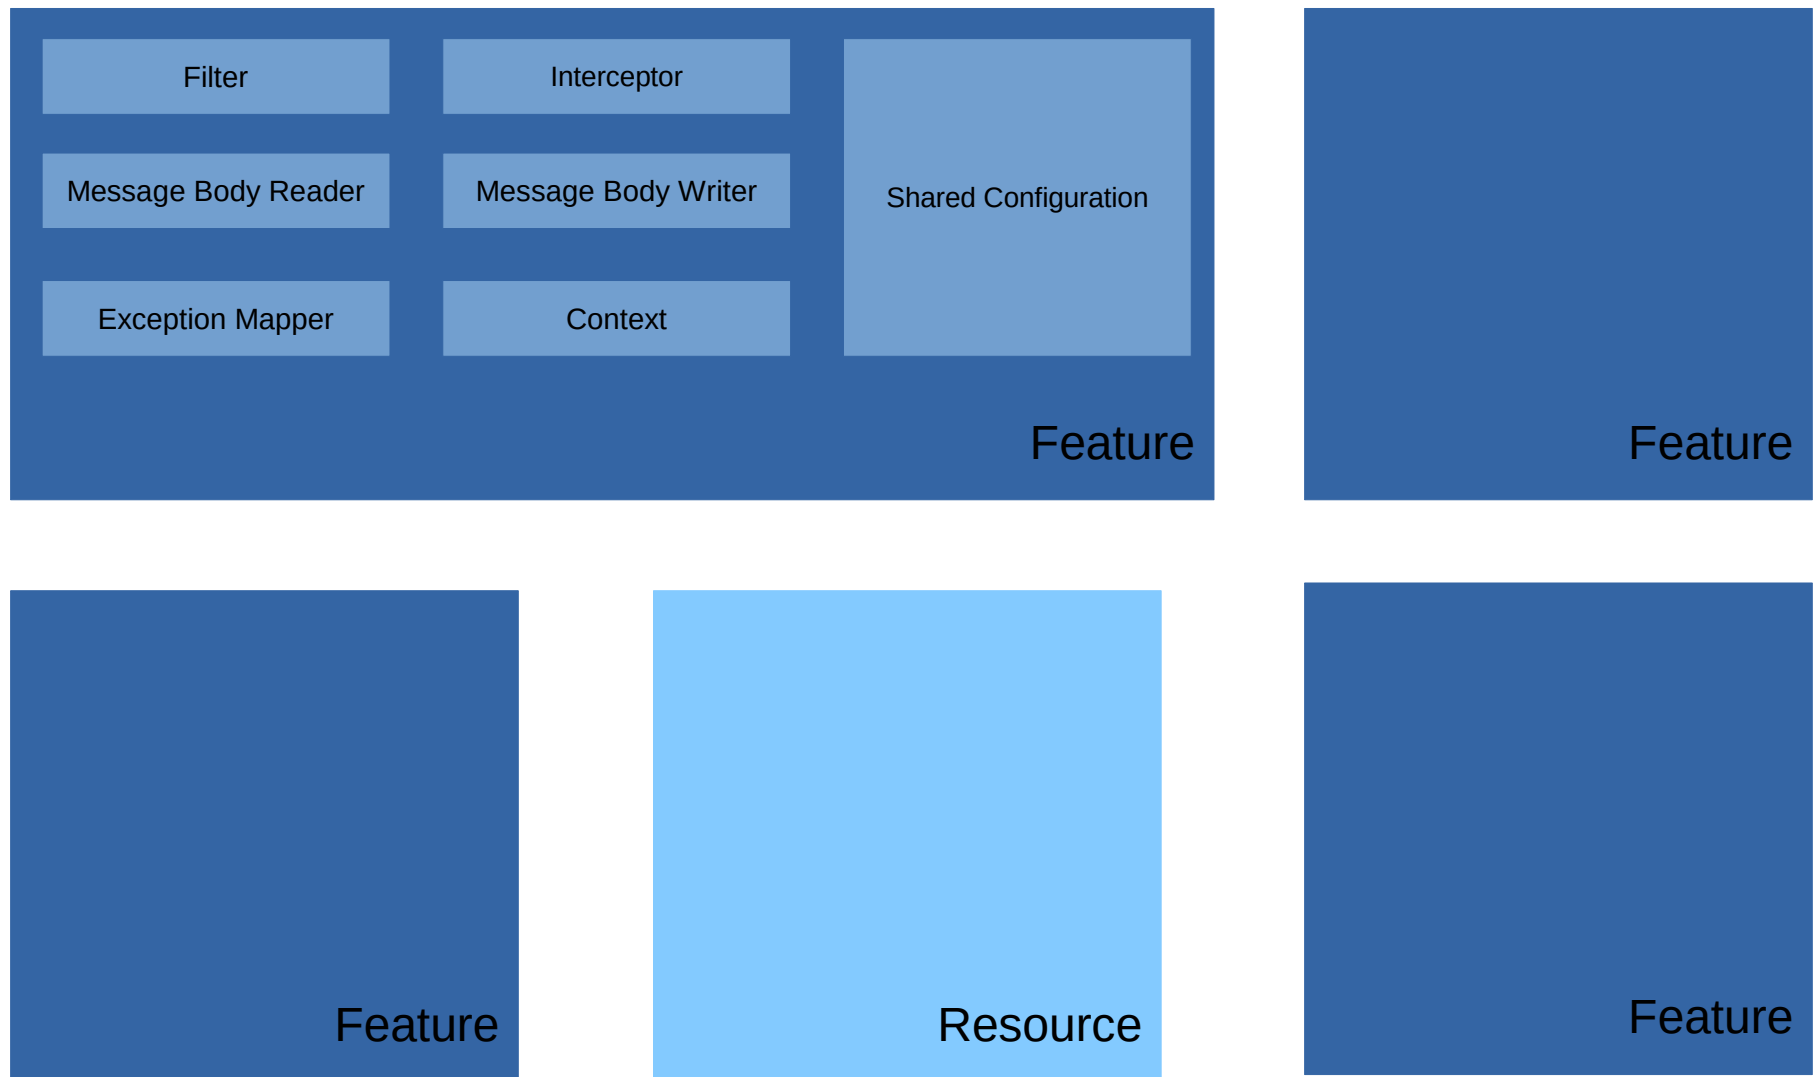 Filter
Interceptor
Message Body Reader
Message Body Writer
Shared Configuration
Exception Mapper
Context
Feature
Feature
Feature
Resource
Feature